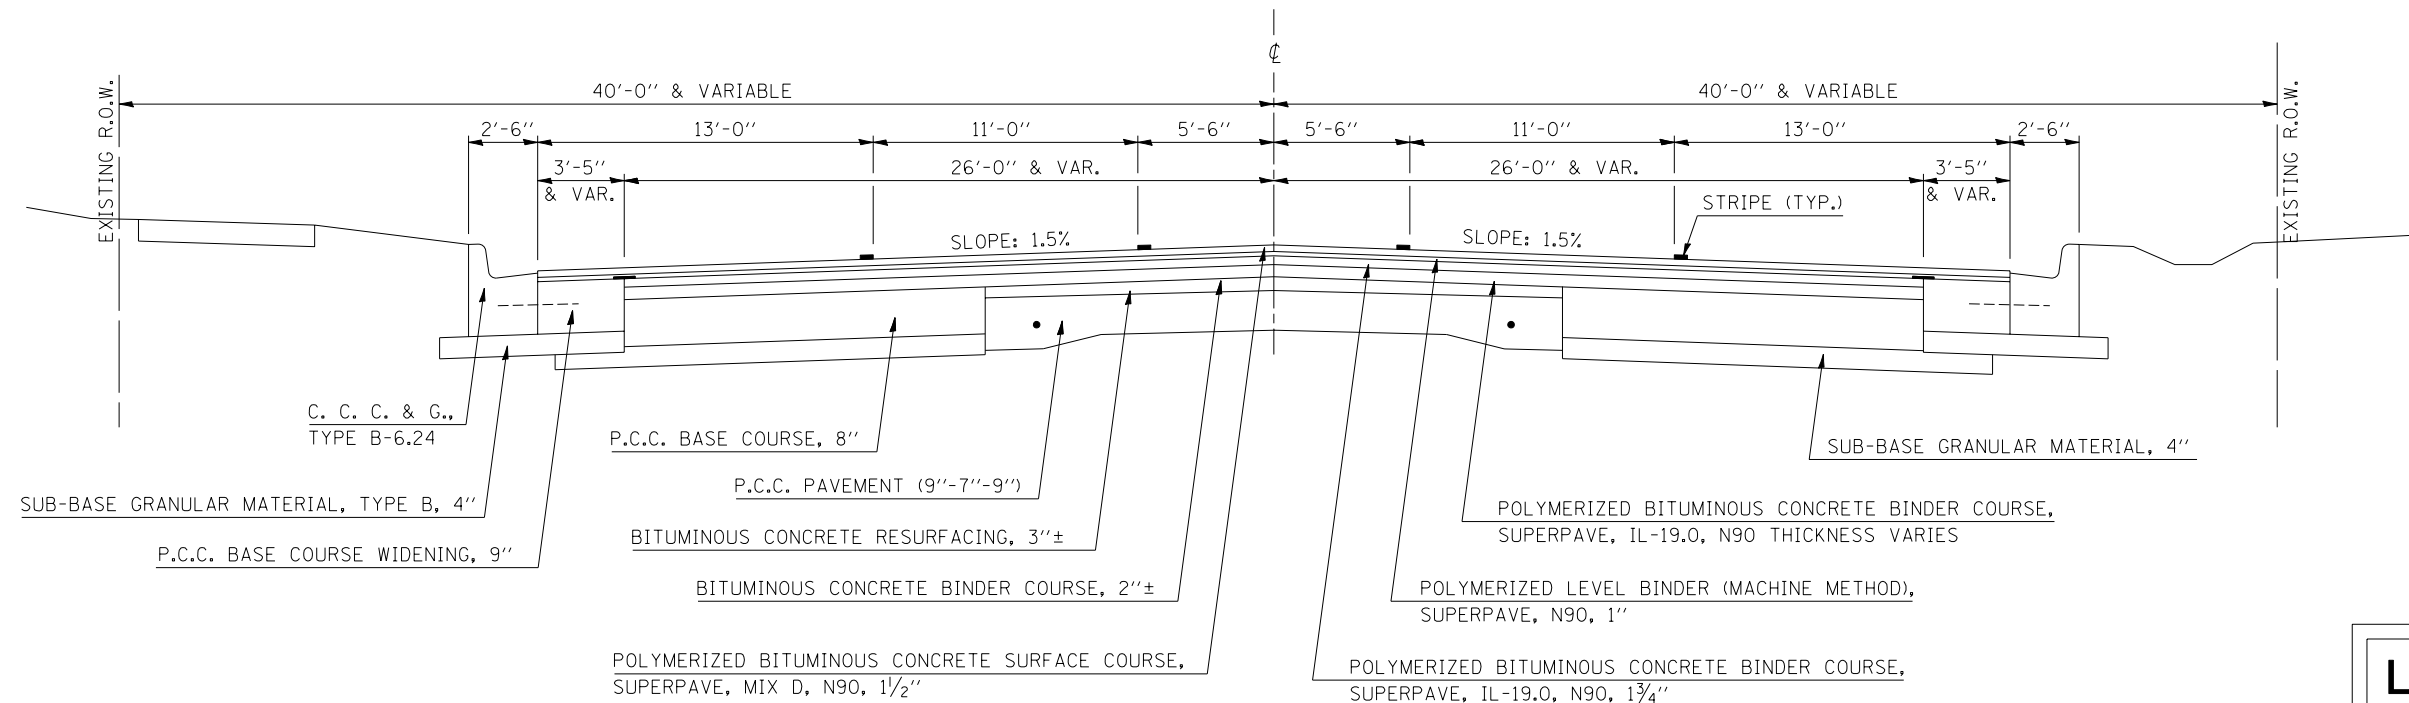 ℄
40'-0" & VARIABLE
40'-0" & VARIABLE
EXISTING R.O.W.
EXISTING R.O.W.
2'-6"
13'-0"
11'-0"
5'-6"
5'-6"
11'-0"
13'-0"
2'-6"
3'-5"
& VAR.
26'-0" & VAR.
26'-0" & VAR.
3'-5"
& VAR.
STRIPE (TYP.)
SLOPE: 1.5%
SLOPE: 1.5%
C. C. C. & G.,
TYPE B-6.24
P.C.C. BASE COURSE, 8"
SUB-BASE GRANULAR MATERIAL, 4"
P.C.C. PAVEMENT (9"-7"-9")
SUB-BASE GRANULAR MATERIAL, TYPE B, 4"
POLYMERIZED BITUMINOUS CONCRETE BINDER COURSE,
SUPERPAVE, IL-19.0, N90 THICKNESS VARIES
BITUMINOUS CONCRETE RESURFACING, 3"±
P.C.C. BASE COURSE WIDENING, 9"
BITUMINOUS CONCRETE BINDER COURSE, 2"±
POLYMERIZED LEVEL BINDER (MACHINE METHOD),
SUPERPAVE, N90, 1"
POLYMERIZED BITUMINOUS CONCRETE SURFACE COURSE,
SUPERPAVE, MIX D, N90, 1½"
POLYMERIZED BITUMINOUS CONCRETE BINDER COURSE,
SUPERPAVE, IL-19.0, N90, 1¾"
L